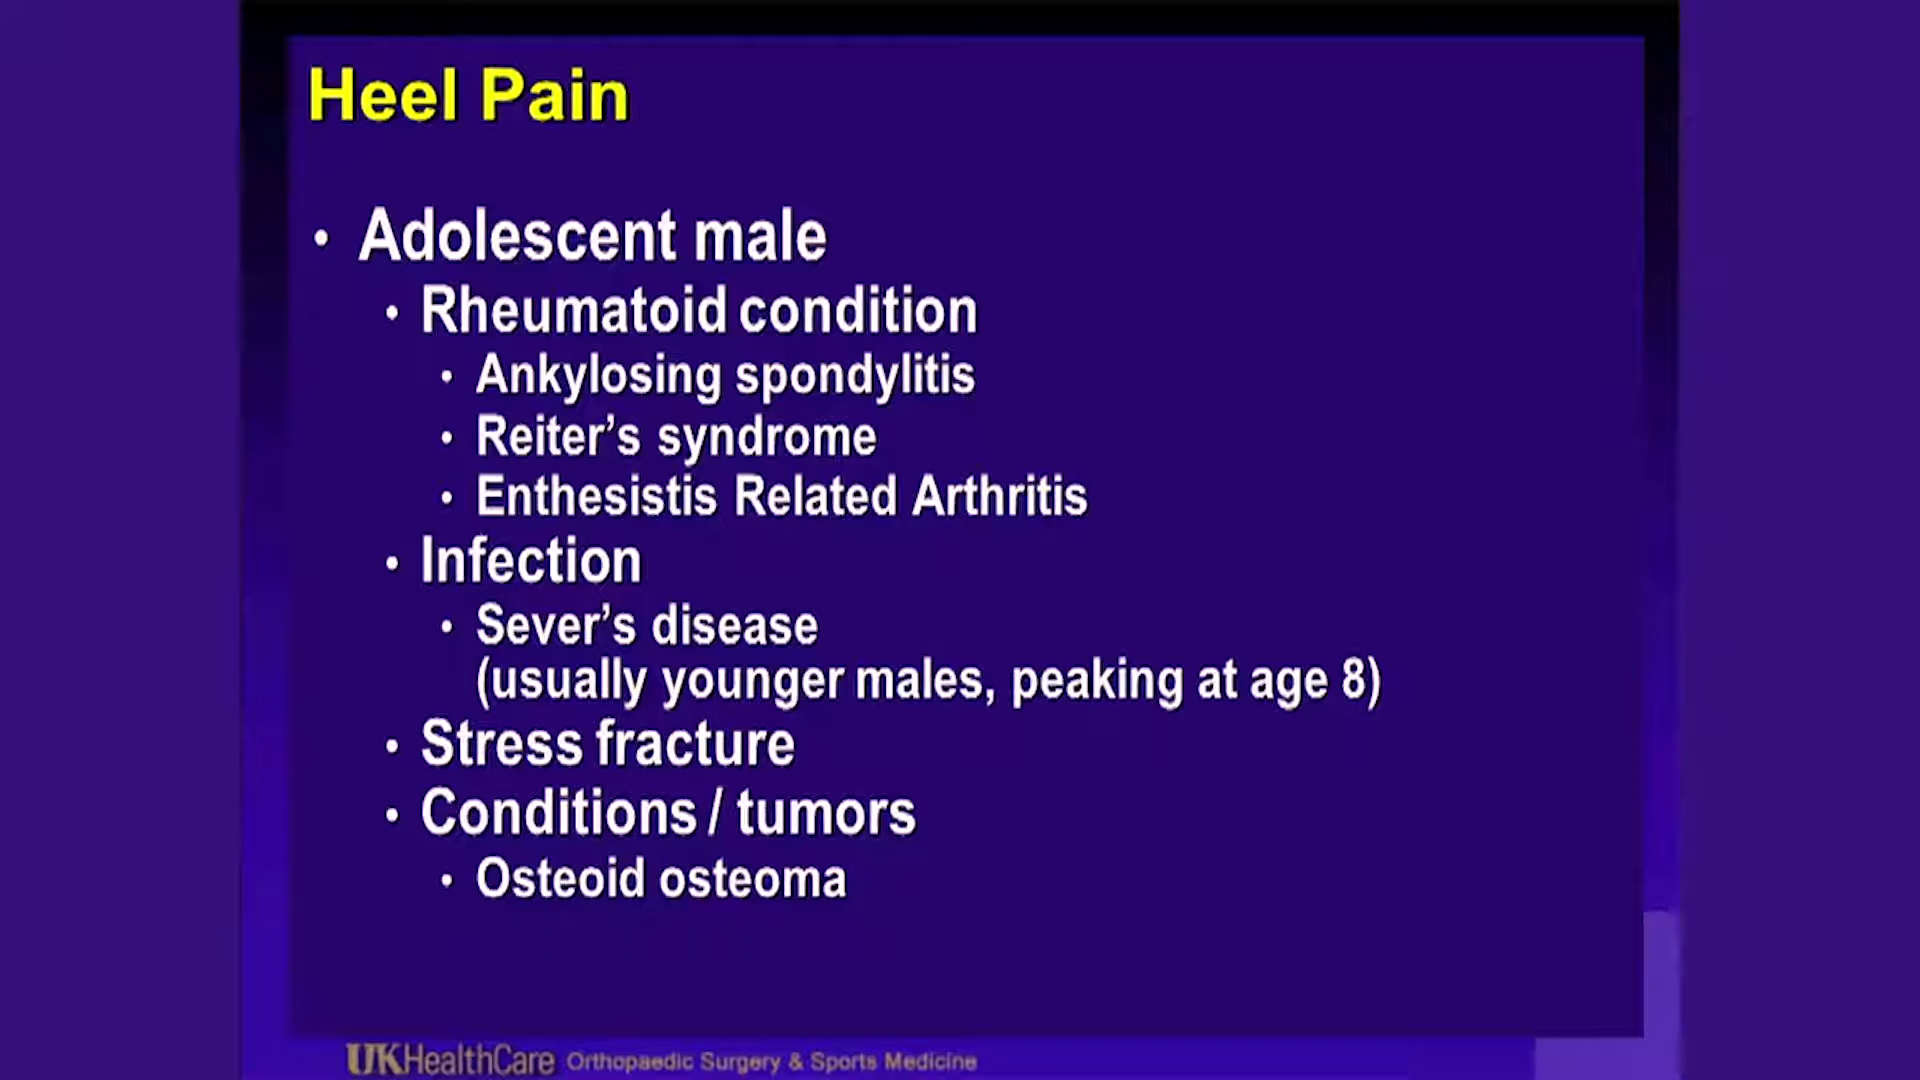 Heel Pain
• Adolescent male
• Rheumatoid condition
• Ankylosing spondylitis
• Reiter’s syndrome
• Enthesistis Related Arthritis
• Infection
• Sever’s disease
(usually younger males, peaking at age 8)
• Stress fracture
• Conditions / tumors
• Osteoid osteoma
UKHealthCare Orthopaedic Surgery & Sports Medicine